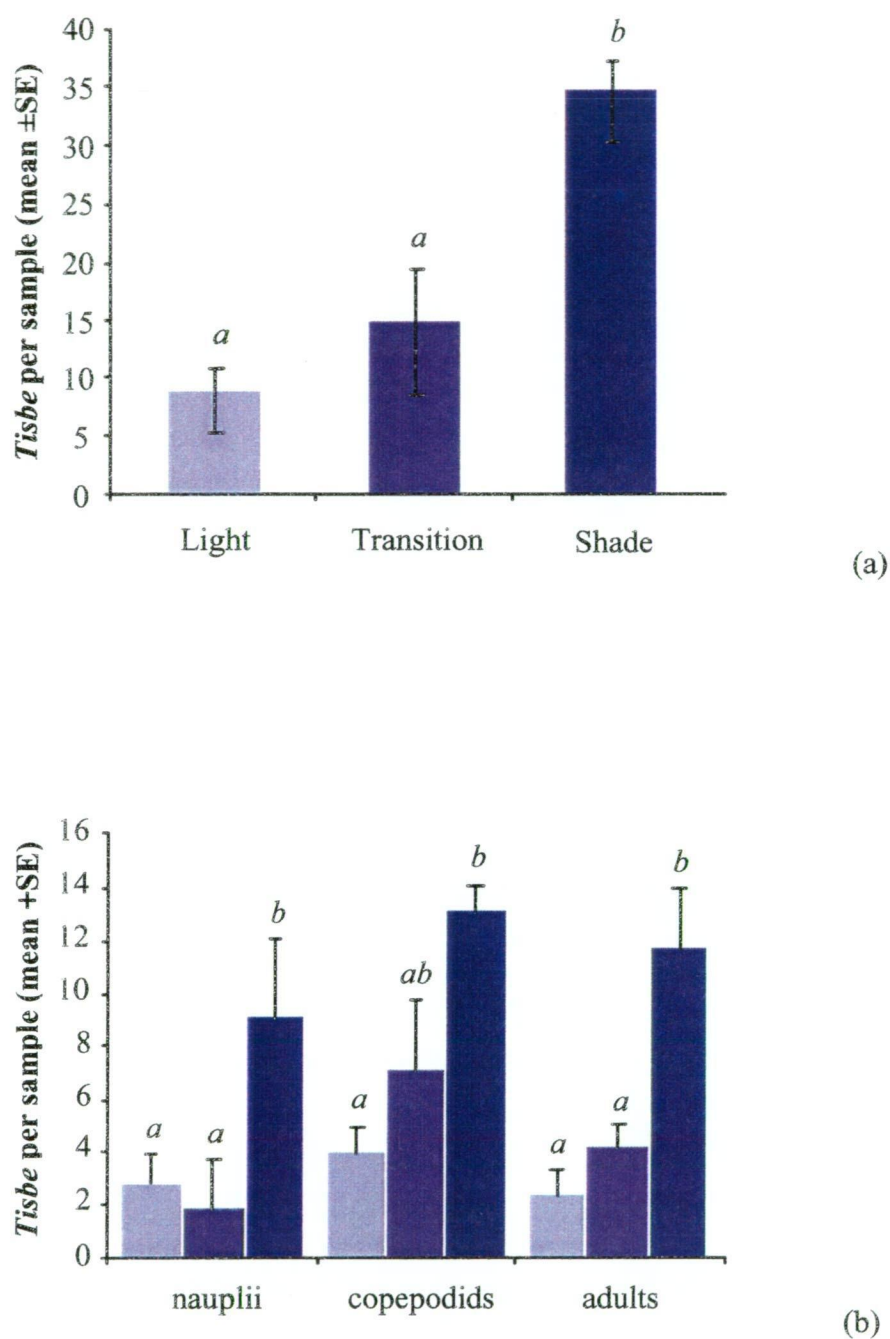 Tisbe per sample (mean ±SE)
40
35
30
25
20
15
10
5
0
a
a
b
Light Transition Shade
(a)
Tisbe per sample (mean +SE)
16
14
12
10
8
6
4
2
0
a a b
a ab b
a a b
nauplii copepodids adults
(b)